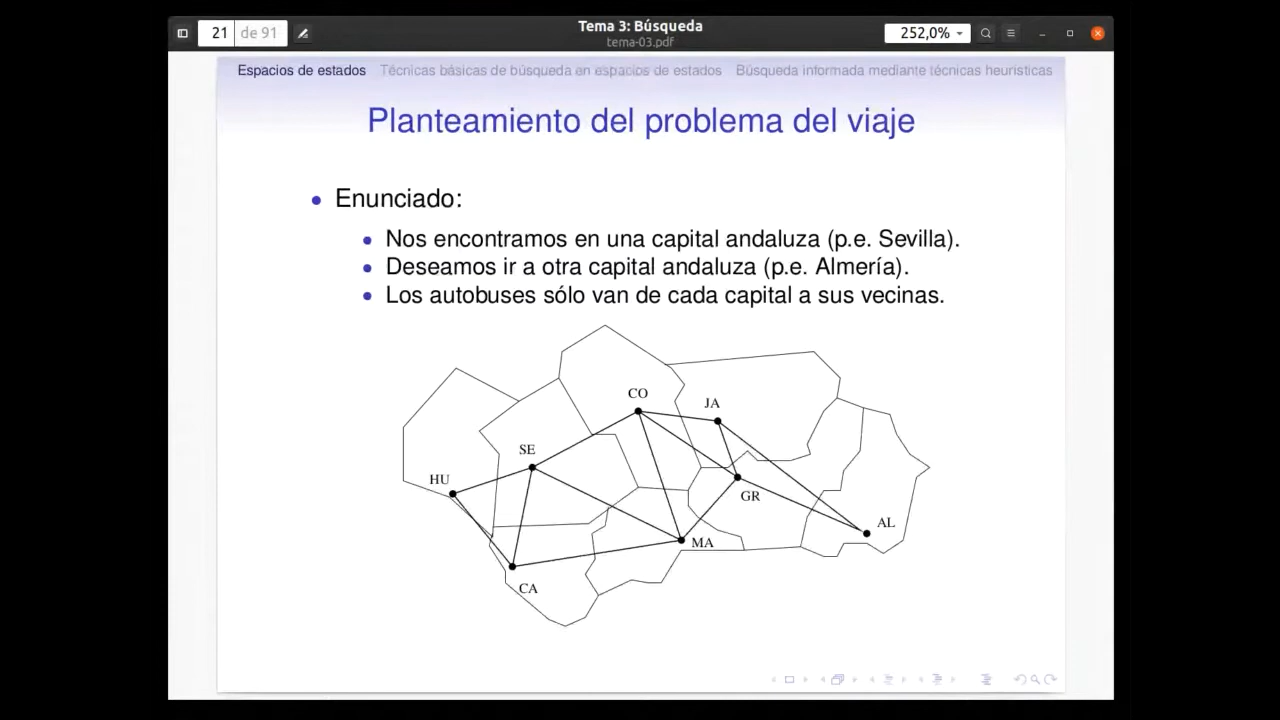 Tema 3: Búsqueda
21 de 91
252,0%
tema-03.pdf
Espacios de estados Técnicas básicas de búsqueda en espacios de estados Búsqueda informada mediante técnicas heurísticas
Planteamiento del problema del viaje
Enunciado:
Nos encontramos en una capital andaluza (p.e. Sevilla).
Deseamos ir a otra capital andaluza (p.e. Almería).
Los autobuses sólo van de cada capital a sus vecinas.
CO
JA
SE
HU
GR
AL
MA
CA